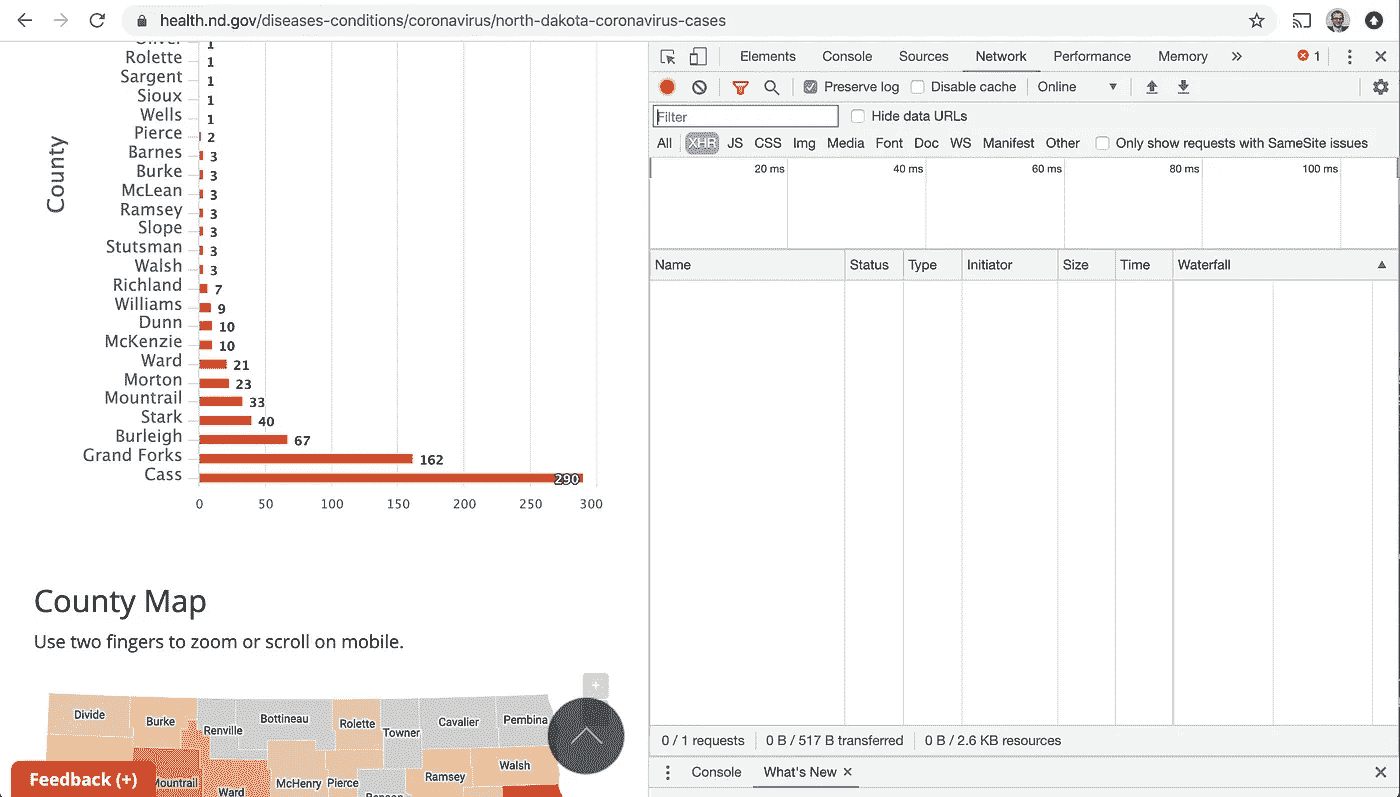 health.nd.gov/diseases-conditions/coronavirus/north-dakota-coronavirus-cases
Oliver 1
Rolette 1
Sargent 1
Sioux 1
Wells 1
Pierce 2
Barnes 3
Burke 3
McLean 3
Ramsey 3
Slope 3
Stutsman 3
Walsh 3
Richland 7
Williams 9
Dunn 10
McKenzie 10
Ward 21
Morton 23
Mountrail 33
Stark 40
Burleigh 67
Grand Forks 162
Cass 290
0 50 100 150 200 250 300
County
County Map
Use two fingers to zoom or scroll on mobile.
+
Divide Burke Renville Bottineau Rolette Towner Cavalier Pembina
Mountrail Ward McHenry Pierce Ramsey Walsh
Feedback (+)
Elements Console Sources Network Performance Memory » 1
Preserve log Disable cache Online
Filter Hide data URLs
All XHR JS CSS Img Media Font Doc WS Manifest Other Only show requests with SameSite issues
20 ms 40 ms 60 ms 80 ms 100 ms
Name Status Type Initiator Size Time Waterfall
0 / 1 requests 0 B / 517 B transferred 0 B / 2.6 KB resources
Console What's New ×